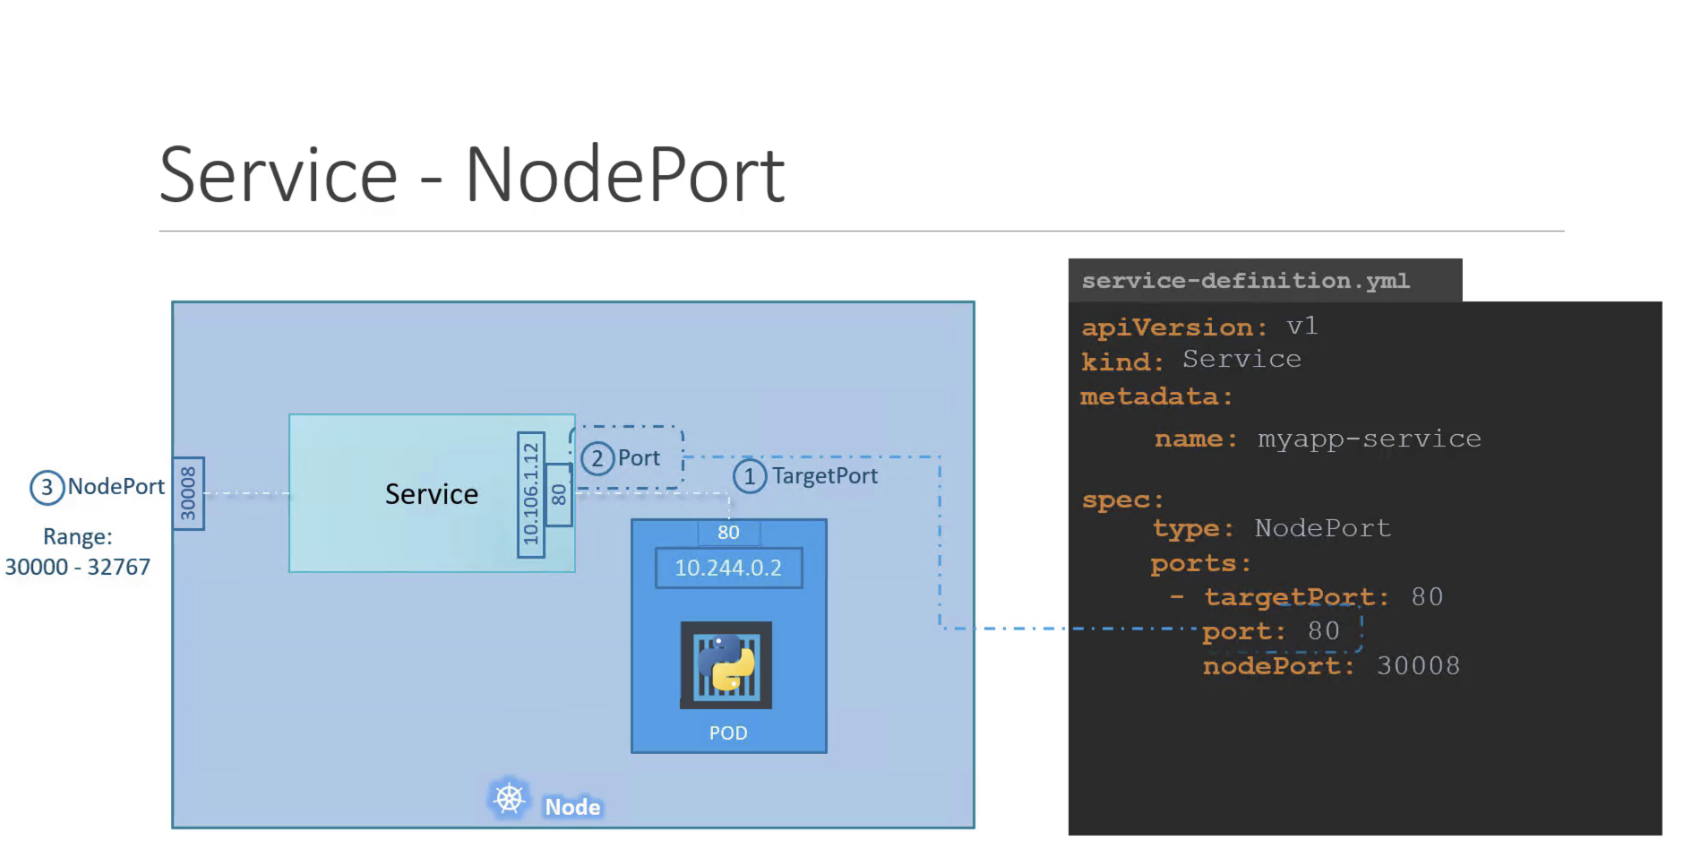 Service - NodePort
service-definition.yml
apiVersion: v1
kind: Service
metadata:
name: myapp-service
spec:
type: NodePort
ports:
- targetPort: 80
port: 80
nodePort: 30008
3 NodePort
Range:
30000 - 32767
30008
Service
10.106.1.12
80
2 Port
1 TargetPort
80
10.244.0.2
POD
Node